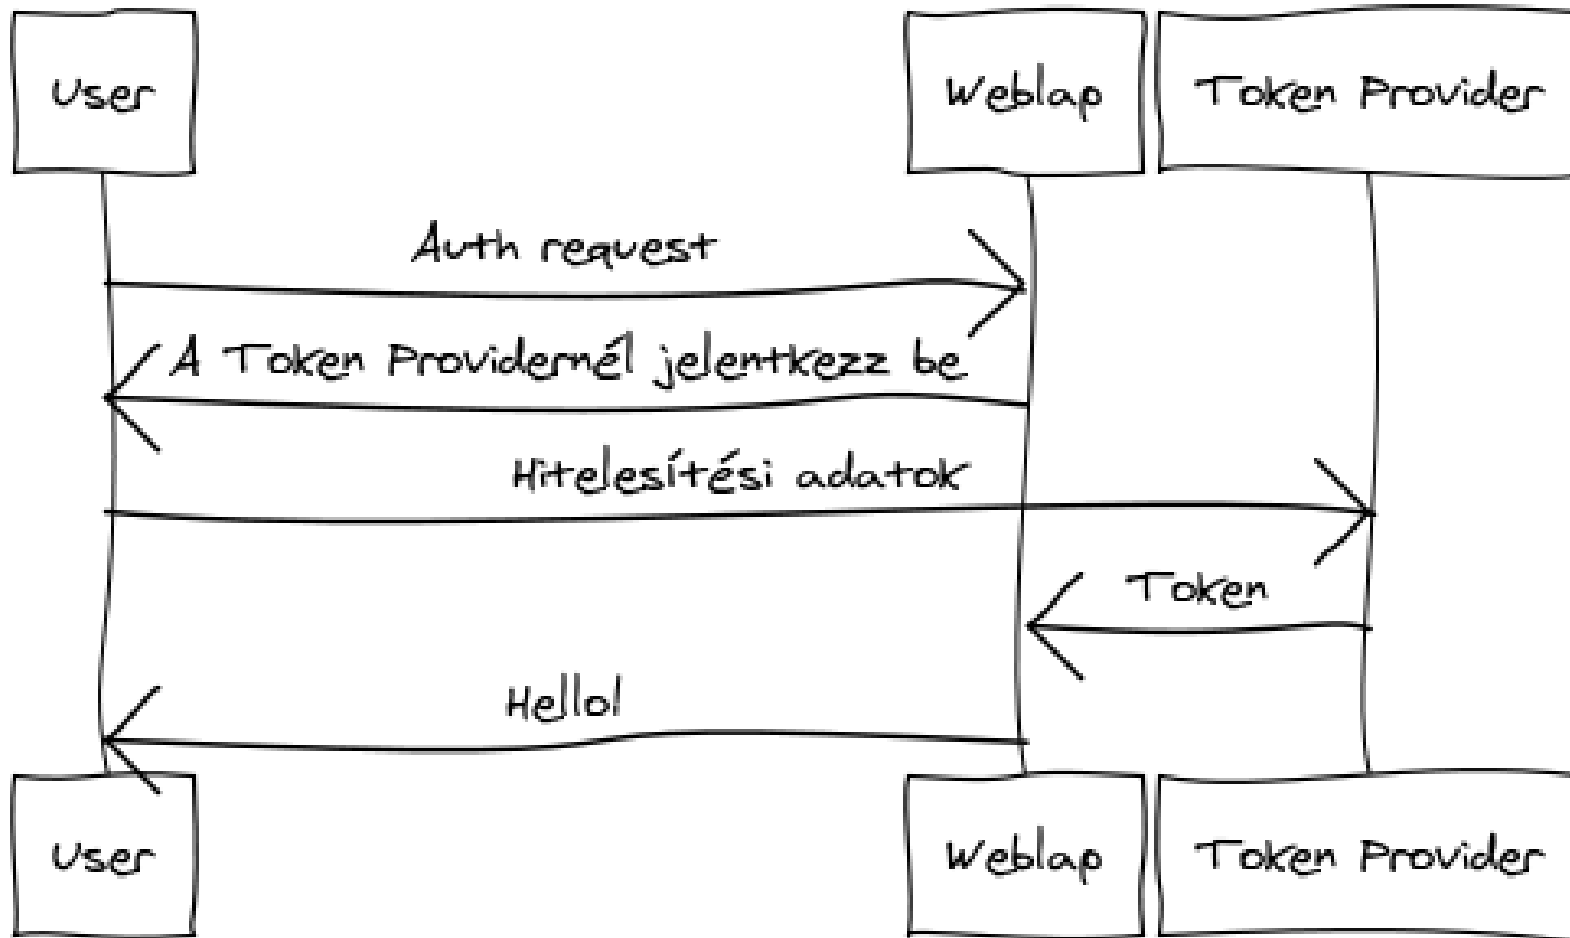 User
Weblap
Token Provider
Auth request
A Token Providernél jelentkezz be
Hitelesítési adatok
Token
Hello!
User
Weblap
Token Provider